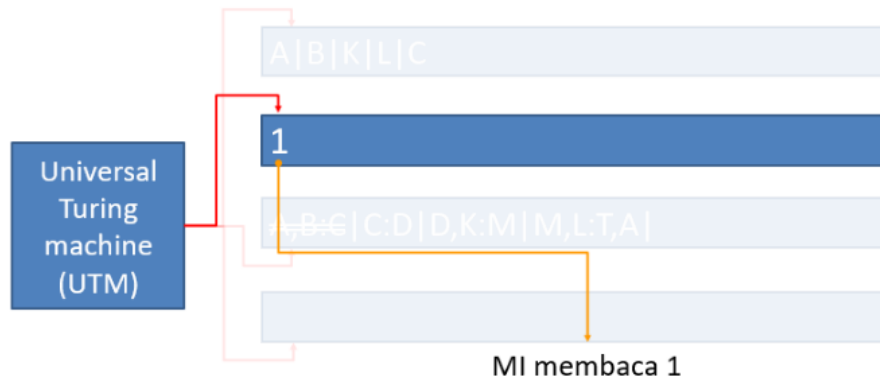 A|B|K|L|C
1
Universal
Turing
machine
(UTM)
A,B:C|C:D|D,K:M|M,L:T,A|
MI membaca 1